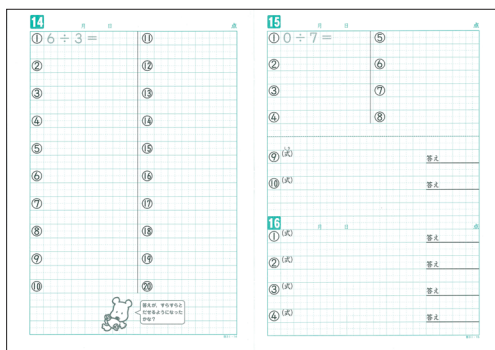 14 月 日 点
① 6÷3=
②
③
④
⑤
⑥
⑦
⑧
⑨
⑩
⑪
⑫
⑬
⑭
⑮
⑯
⑰
⑱
⑲
⑳
答えが、すらすらと
だせるようになった
かな?
15 月 日 点
① 0÷7=
②
③
④
⑤
⑥
⑦
⑧
⑨ (式) 答え
⑩ (式) 答え
16 月 日 点
① (式) 答え
② (式) 答え
③ (式) 答え
④ (式) 答え